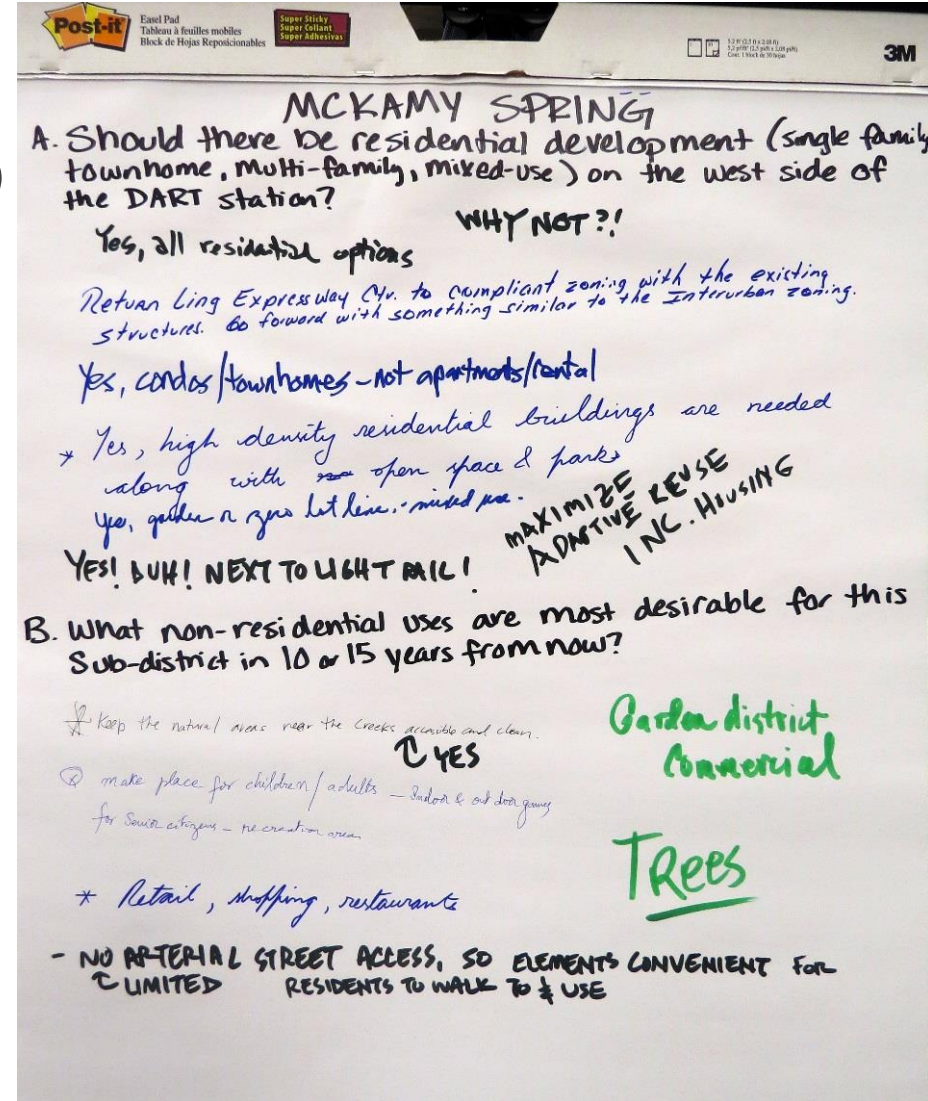 Post-it
Easel Pad
Tableau à feuilles mobiles
Block de Hojas Reposicionables
Super Sticky
Super Collant
Super Adhesivas
3M
MCKAMY SPRING
A. Should there be residential development (single family
townhome, multi-family, mixed-use) on the west side of
the DART station?
WHY NOT?!
Yes, all residential options
Return Ling Expressway Ctr. to compliant zoning with the existing
structures. Go forward with something similar to the Interurban zoning.
Yes, condos/townhomes - not apartments/rental
* Yes, high density residential buildings are needed
along with open space & parks
yes, garden or zero lot line, mixed use.
MAXIMIZE
ADAPTIVE REUSE
INC. HOUSING
YES! DUH! NEXT TO LIGHT RAIL!
B. What non-residential uses are most desirable for this
Sub-district in 10 or 15 years from now?
Keep the natural areas near the creeks accessible and clean.
↑ YES
Garden district
Commercial
make place for children/adults - Indoor & out door games
for Senior citizens - recreation area
Trees
* Retail, shopping, restaurants
- NO ARTERIAL STREET ACCESS, SO ELEMENTS CONVENIENT FOR
↑ LIMITED RESIDENTS TO WALK TO & USE